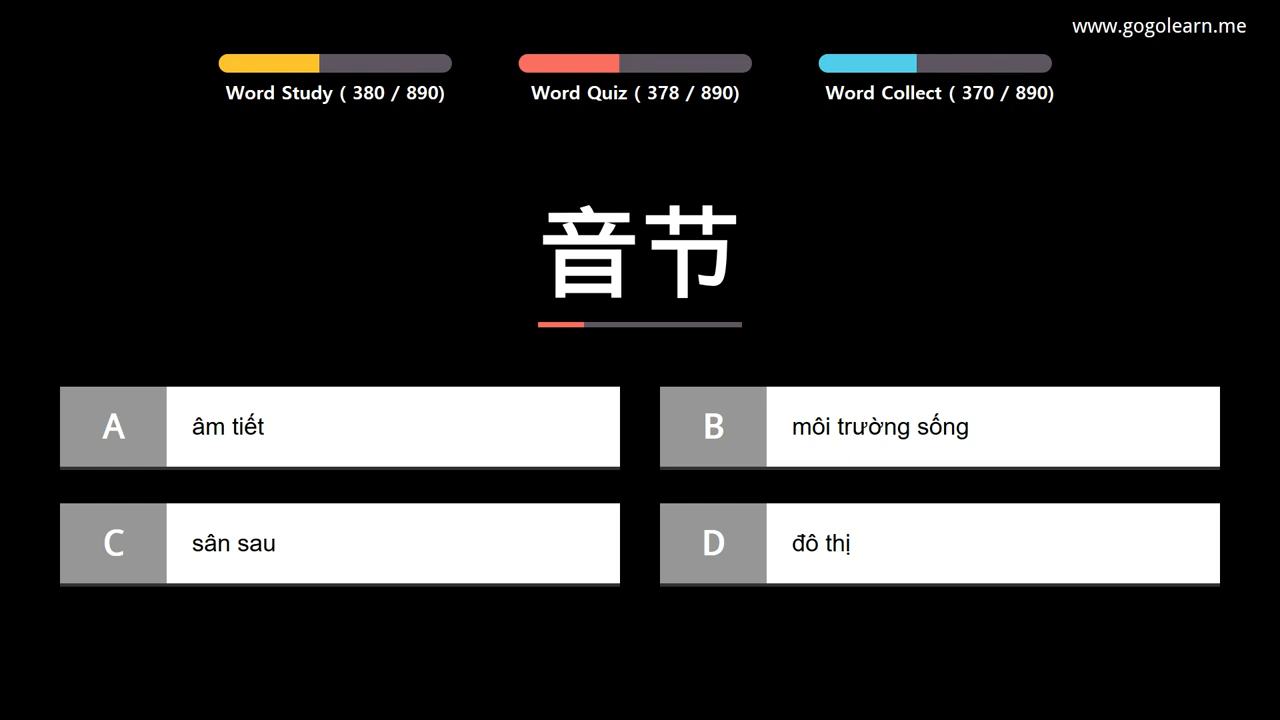 www.gogolearn.me
Word Study ( 380 / 890)
Word Quiz ( 378 / 890)
Word Collect ( 370 / 890)
音节
A
âm tiết
B
môi trường sống
C
sân sau
D
đô thị